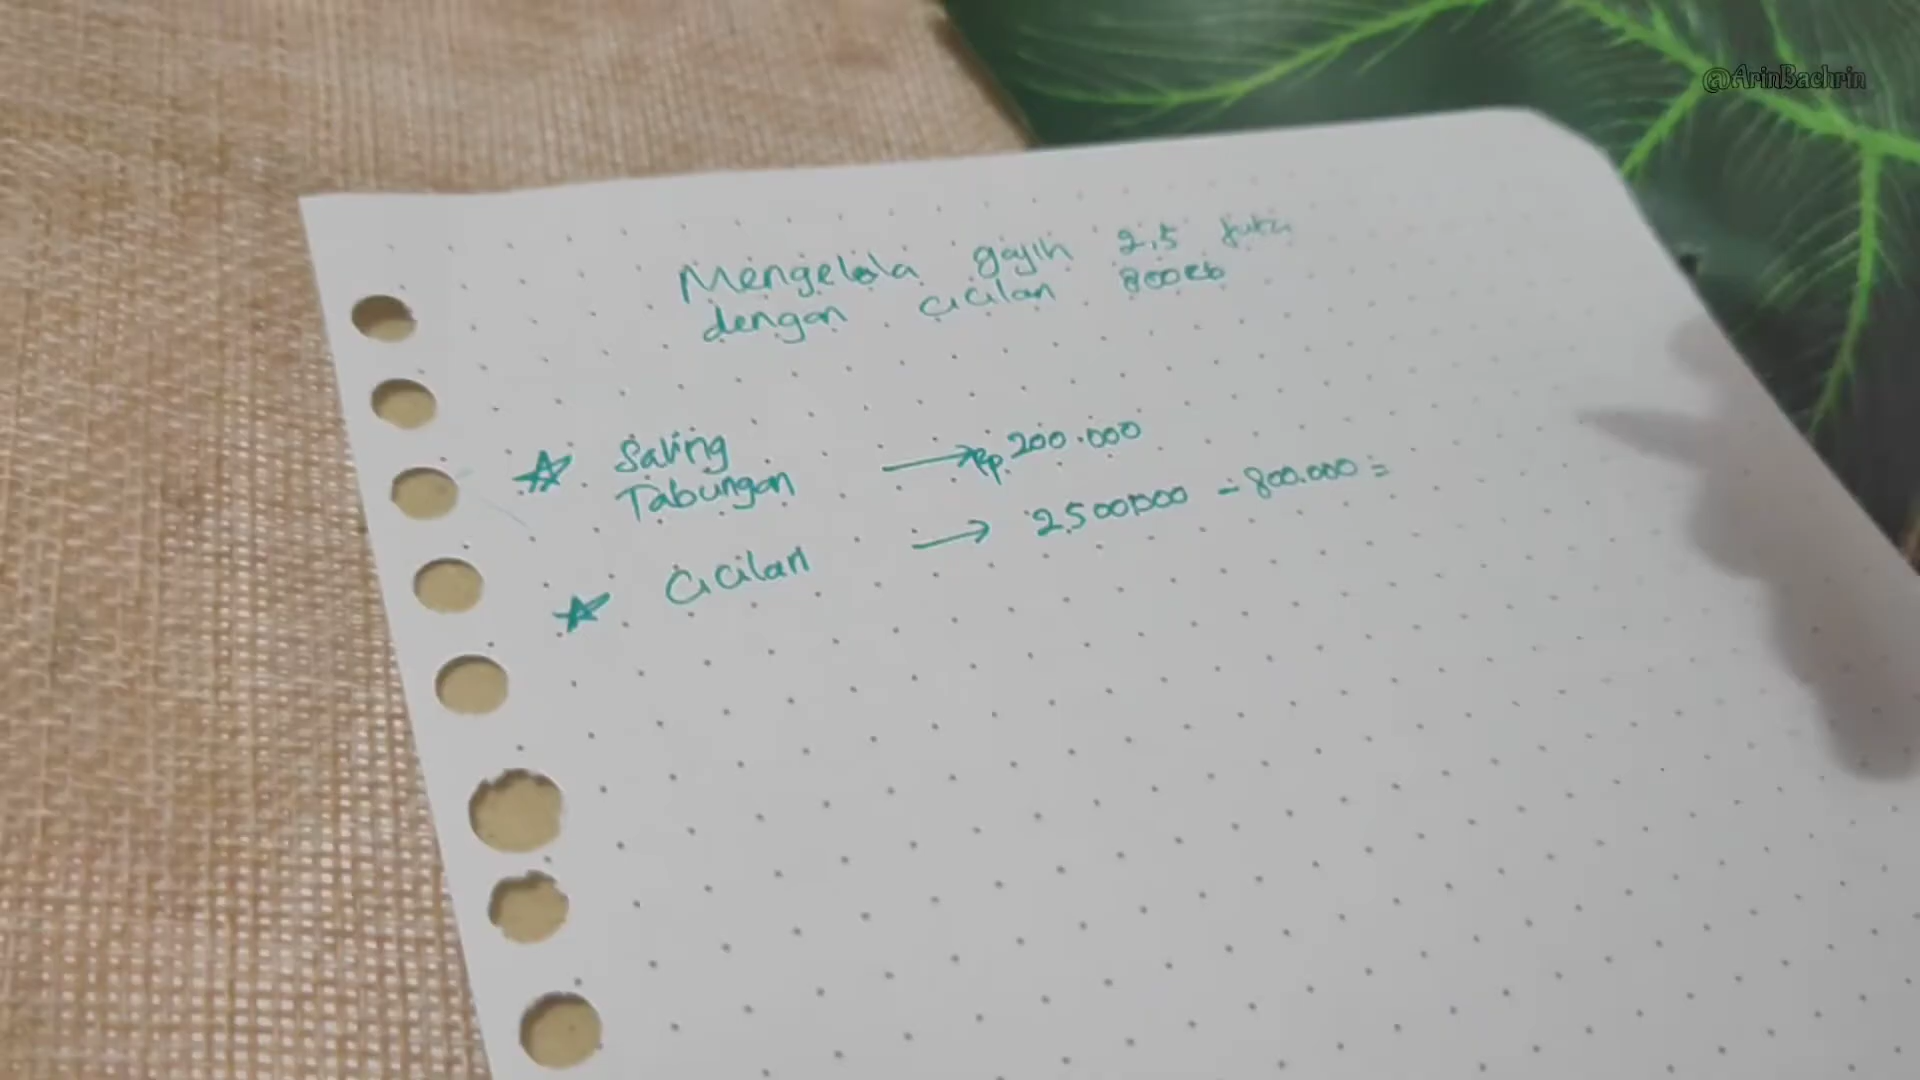 @ArinBachrin
Mengelola gajih 2,5 juta
dengan cicilan 800rb
Saving
Tabungan → Rp 200.000
Cicilan → 2.500.000 - 800.000 =